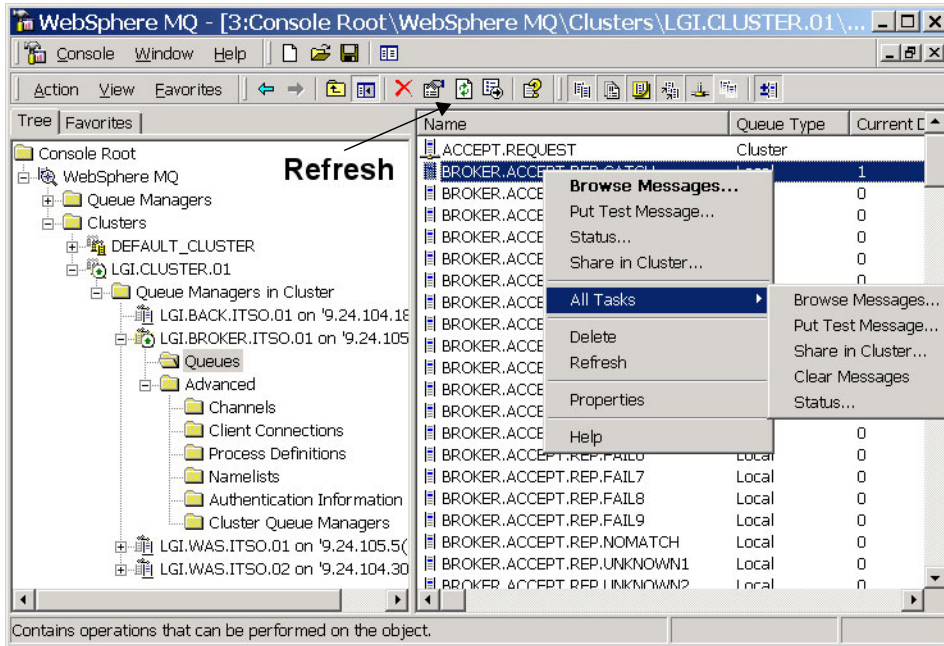 WebSphere MQ - [3:Console Root\WebSphere MQ\Clusters\LGI.CLUSTER.01\...
Console Window Help
Action View Favorites
Tree Favorites
Name Queue Type Current D
Console Root
WebSphere MQ
Queue Managers
Clusters
DEFAULT_CLUSTER
LGI.CLUSTER.01
Queue Managers in Cluster
LGI.BACK.ITSO.01 on '9.24.104.18
LGI.BROKER.ITSO.01 on '9.24.105
Queues
Advanced
Channels
Client Connections
Process Definitions
Namelists
Authentication Information
Cluster Queue Managers
LGI.WAS.ITSO.01 on '9.24.105.5(
LGI.WAS.ITSO.02 on '9.24.104.30
Refresh
ACCEPT.REQUEST Cluster
BROKER.ACCEPT.REP.CATCH Local 1
BROKER.ACCE 0
BROKER.ACCE 0
BROKER.ACCE 0
BROKER.ACCE 0
BROKER.ACCE 0
BROKER.ACCE
BROKER.ACCE
BROKER.ACCE
BROKER.ACCE
BROKER.ACCE
BROKER.ACCE
BROKER.ACCE 0
BROKER.ACCEPT.REP.FAIL6 Local 0
BROKER.ACCEPT.REP.FAIL7 Local 0
BROKER.ACCEPT.REP.FAIL8 Local 0
BROKER.ACCEPT.REP.FAIL9 Local 0
BROKER.ACCEPT.REP.NOMATCH Local 0
BROKER.ACCEPT.REP.UNKNOWN1 Local 0
BROKER.ACCEPT.REP.UNKNOWN2 Local 0
Browse Messages...
Put Test Message...
Status...
Share in Cluster...
All Tasks
Delete
Refresh
Properties
Help
Browse Messages...
Put Test Message...
Share in Cluster...
Clear Messages
Status...
Contains operations that can be performed on the object.